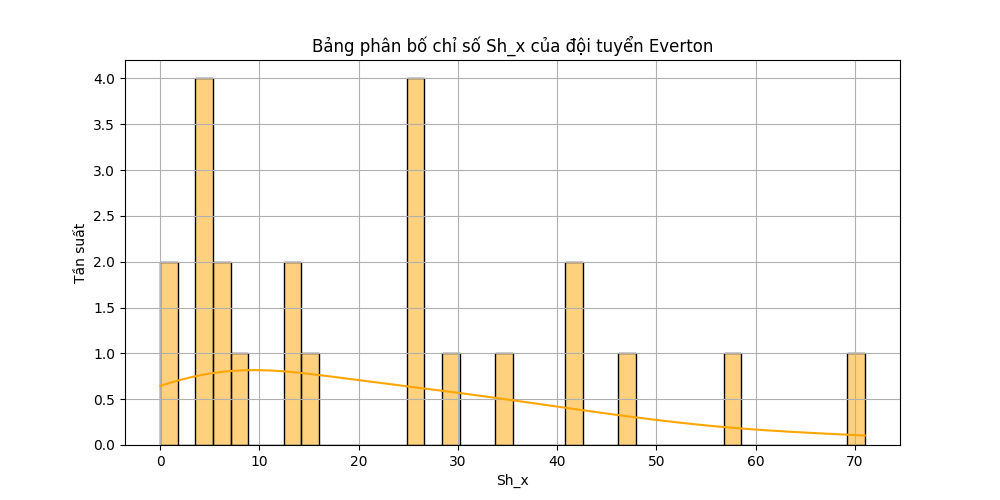 Bảng phân bố chỉ số Sh_x của đội tuyển Everton
Tần suất
4.0
3.5
3.0
2.5
2.0
1.5
1.0
0.5
0.0
0 10 20 30 40 50 60 70
Sh_x